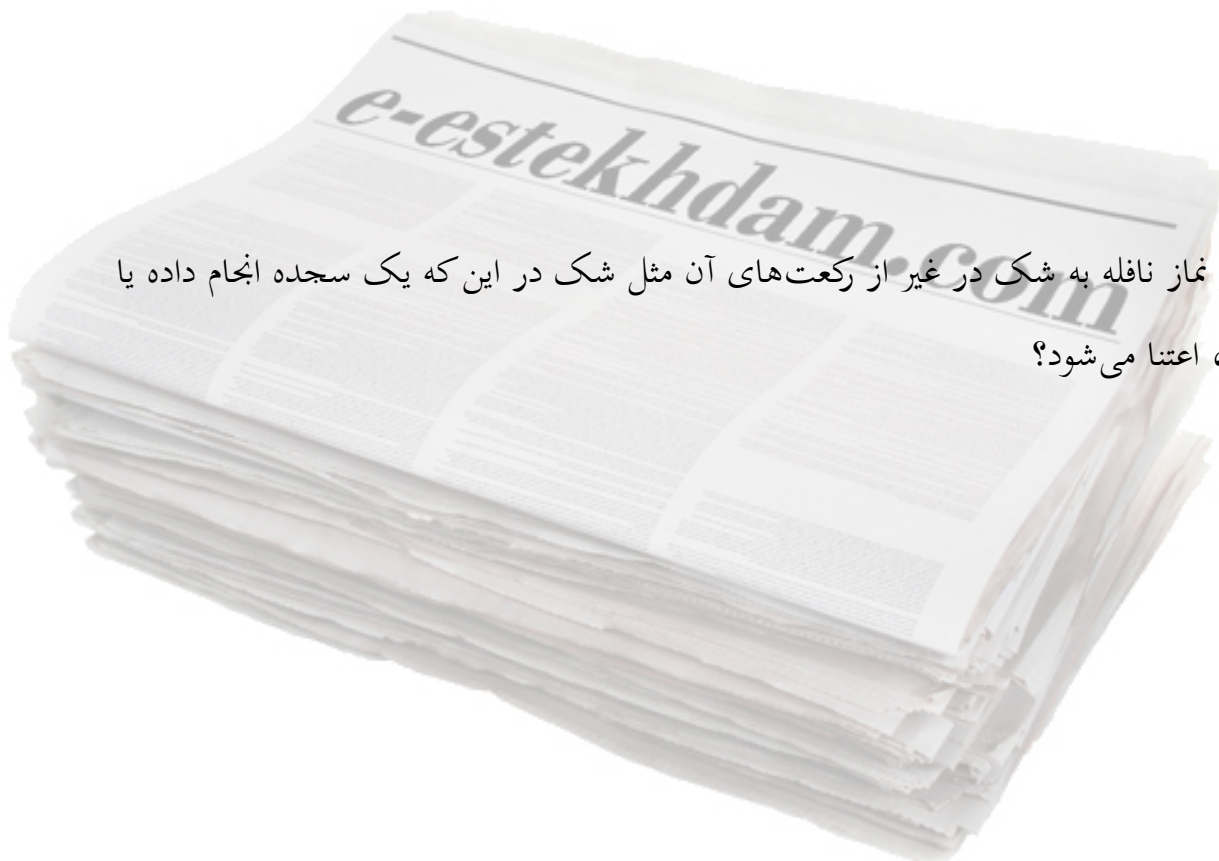 e-estekhdam.com
نماز نافله به شک در غیر از رکعت‌های آن مثل شک در این که یک سجده انجام داده یا
اعتنا می‌شود؟